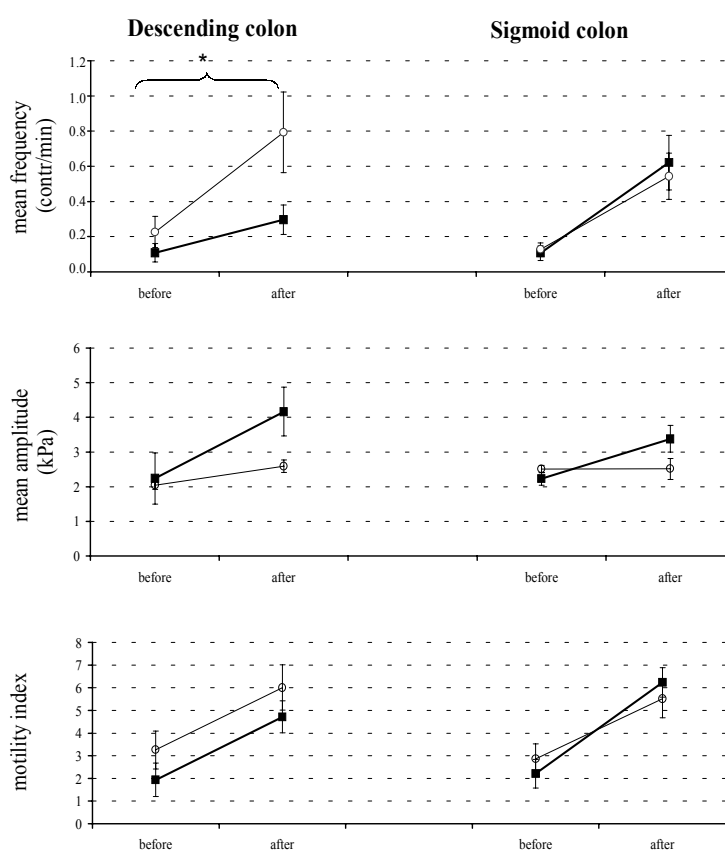 Descending colon
Sigmoid colon
*
mean frequency
(contr/min)
1.2
1.0
0.8
0.6
0.4
0.2
0.0
before
after
before
after
mean amplitude
(kPa)
6
5
4
3
2
1
0
before
after
before
after
motility index
8
7
6
5
4
3
2
1
0
before
after
before
after